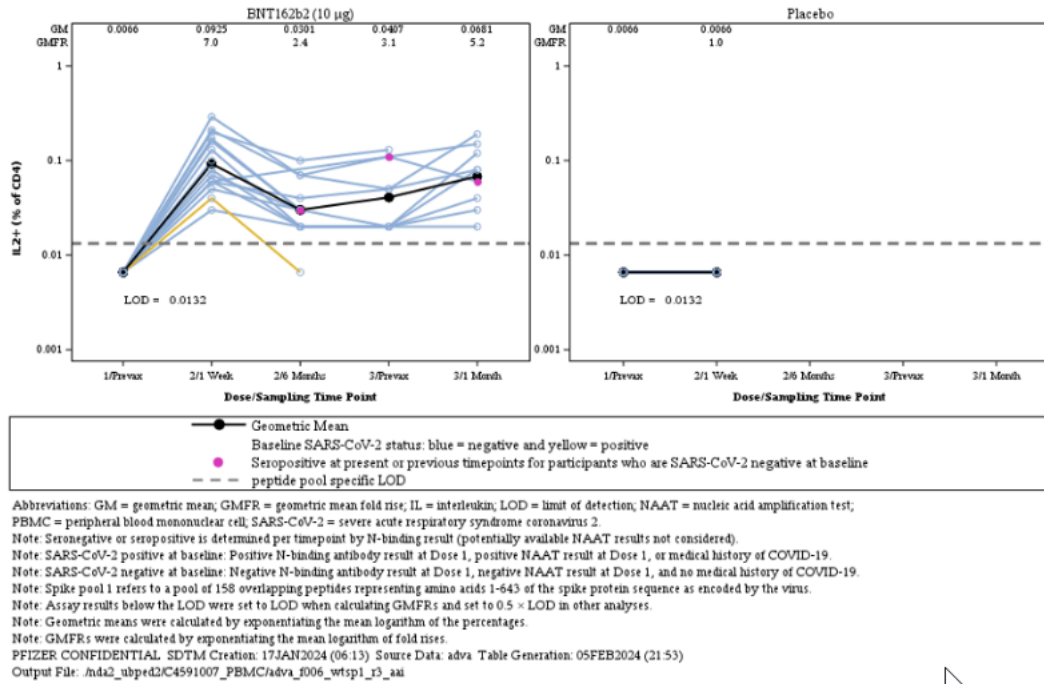 BNT162b2 (10 µg)
Placebo
GM 0.0066 0.0925 0.0301 0.0407 0.0681
GMFR 7.0 2.4 3.1 5.2
GM 0.0066 0.0066
GMFR 1.0
IL2+ (% of CD4)
1
0.1
0.01
0.001
LOD = 0.0132
1/Prevax 2/1 Week 2/6 Months 3/Prevax 3/1 Month
Dose/Sampling Time Point
1
0.1
0.01
0.001
LOD = 0.0132
1/Prevax 2/1 Week 2/6 Months 3/Prevax 3/1 Month
Dose/Sampling Time Point
Geometric Mean
Baseline SARS-CoV-2 status: blue = negative and yellow = positive
Seropositive at present or previous timepoints for participants who are SARS-CoV-2 negative at baseline
peptide pool specific LOD
Abbreviations: GM = geometric mean; GMFR = geometric mean fold rise; IL = interleukin; LOD = limit of detection; NAAT = nucleic acid amplification test;
PBMC = peripheral blood mononuclear cell; SARS-CoV-2 = severe acute respiratory syndrome coronavirus 2.
Note: Seronegative or seropositive is determined per timepoint by N-binding result (potentially available NAAT results not considered).
Note: SARS-CoV-2 positive at baseline: Positive N-binding antibody result at Dose 1, positive NAAT result at Dose 1, or medical history of COVID-19.
Note: SARS-CoV-2 negative at baseline: Negative N-binding antibody result at Dose 1, negative NAAT result at Dose 1, and no medical history of COVID-19.
Note: Spike pool 1 refers to a pool of 158 overlapping peptides representing amino acids 1-643 of the spike protein sequence as encoded by the virus.
Note: Assay results below the LOD were set to LOD when calculating GMFRs and set to 0.5 × LOD in other analyses.
Note: Geometric means were calculated by exponentiating the mean logarithm of the percentages.
Note: GMFRs were calculated by exponentiating the mean logarithm of fold rises.
PFIZER CONFIDENTIAL SDTM Creation: 17JAN2024 (06:13) Source Data: adva Table Generation: 05FEB2024 (21:53)
Output File: ./nda2_ubped2/C4591007_PBMC/adva_f006_wtsp1_r3_aai